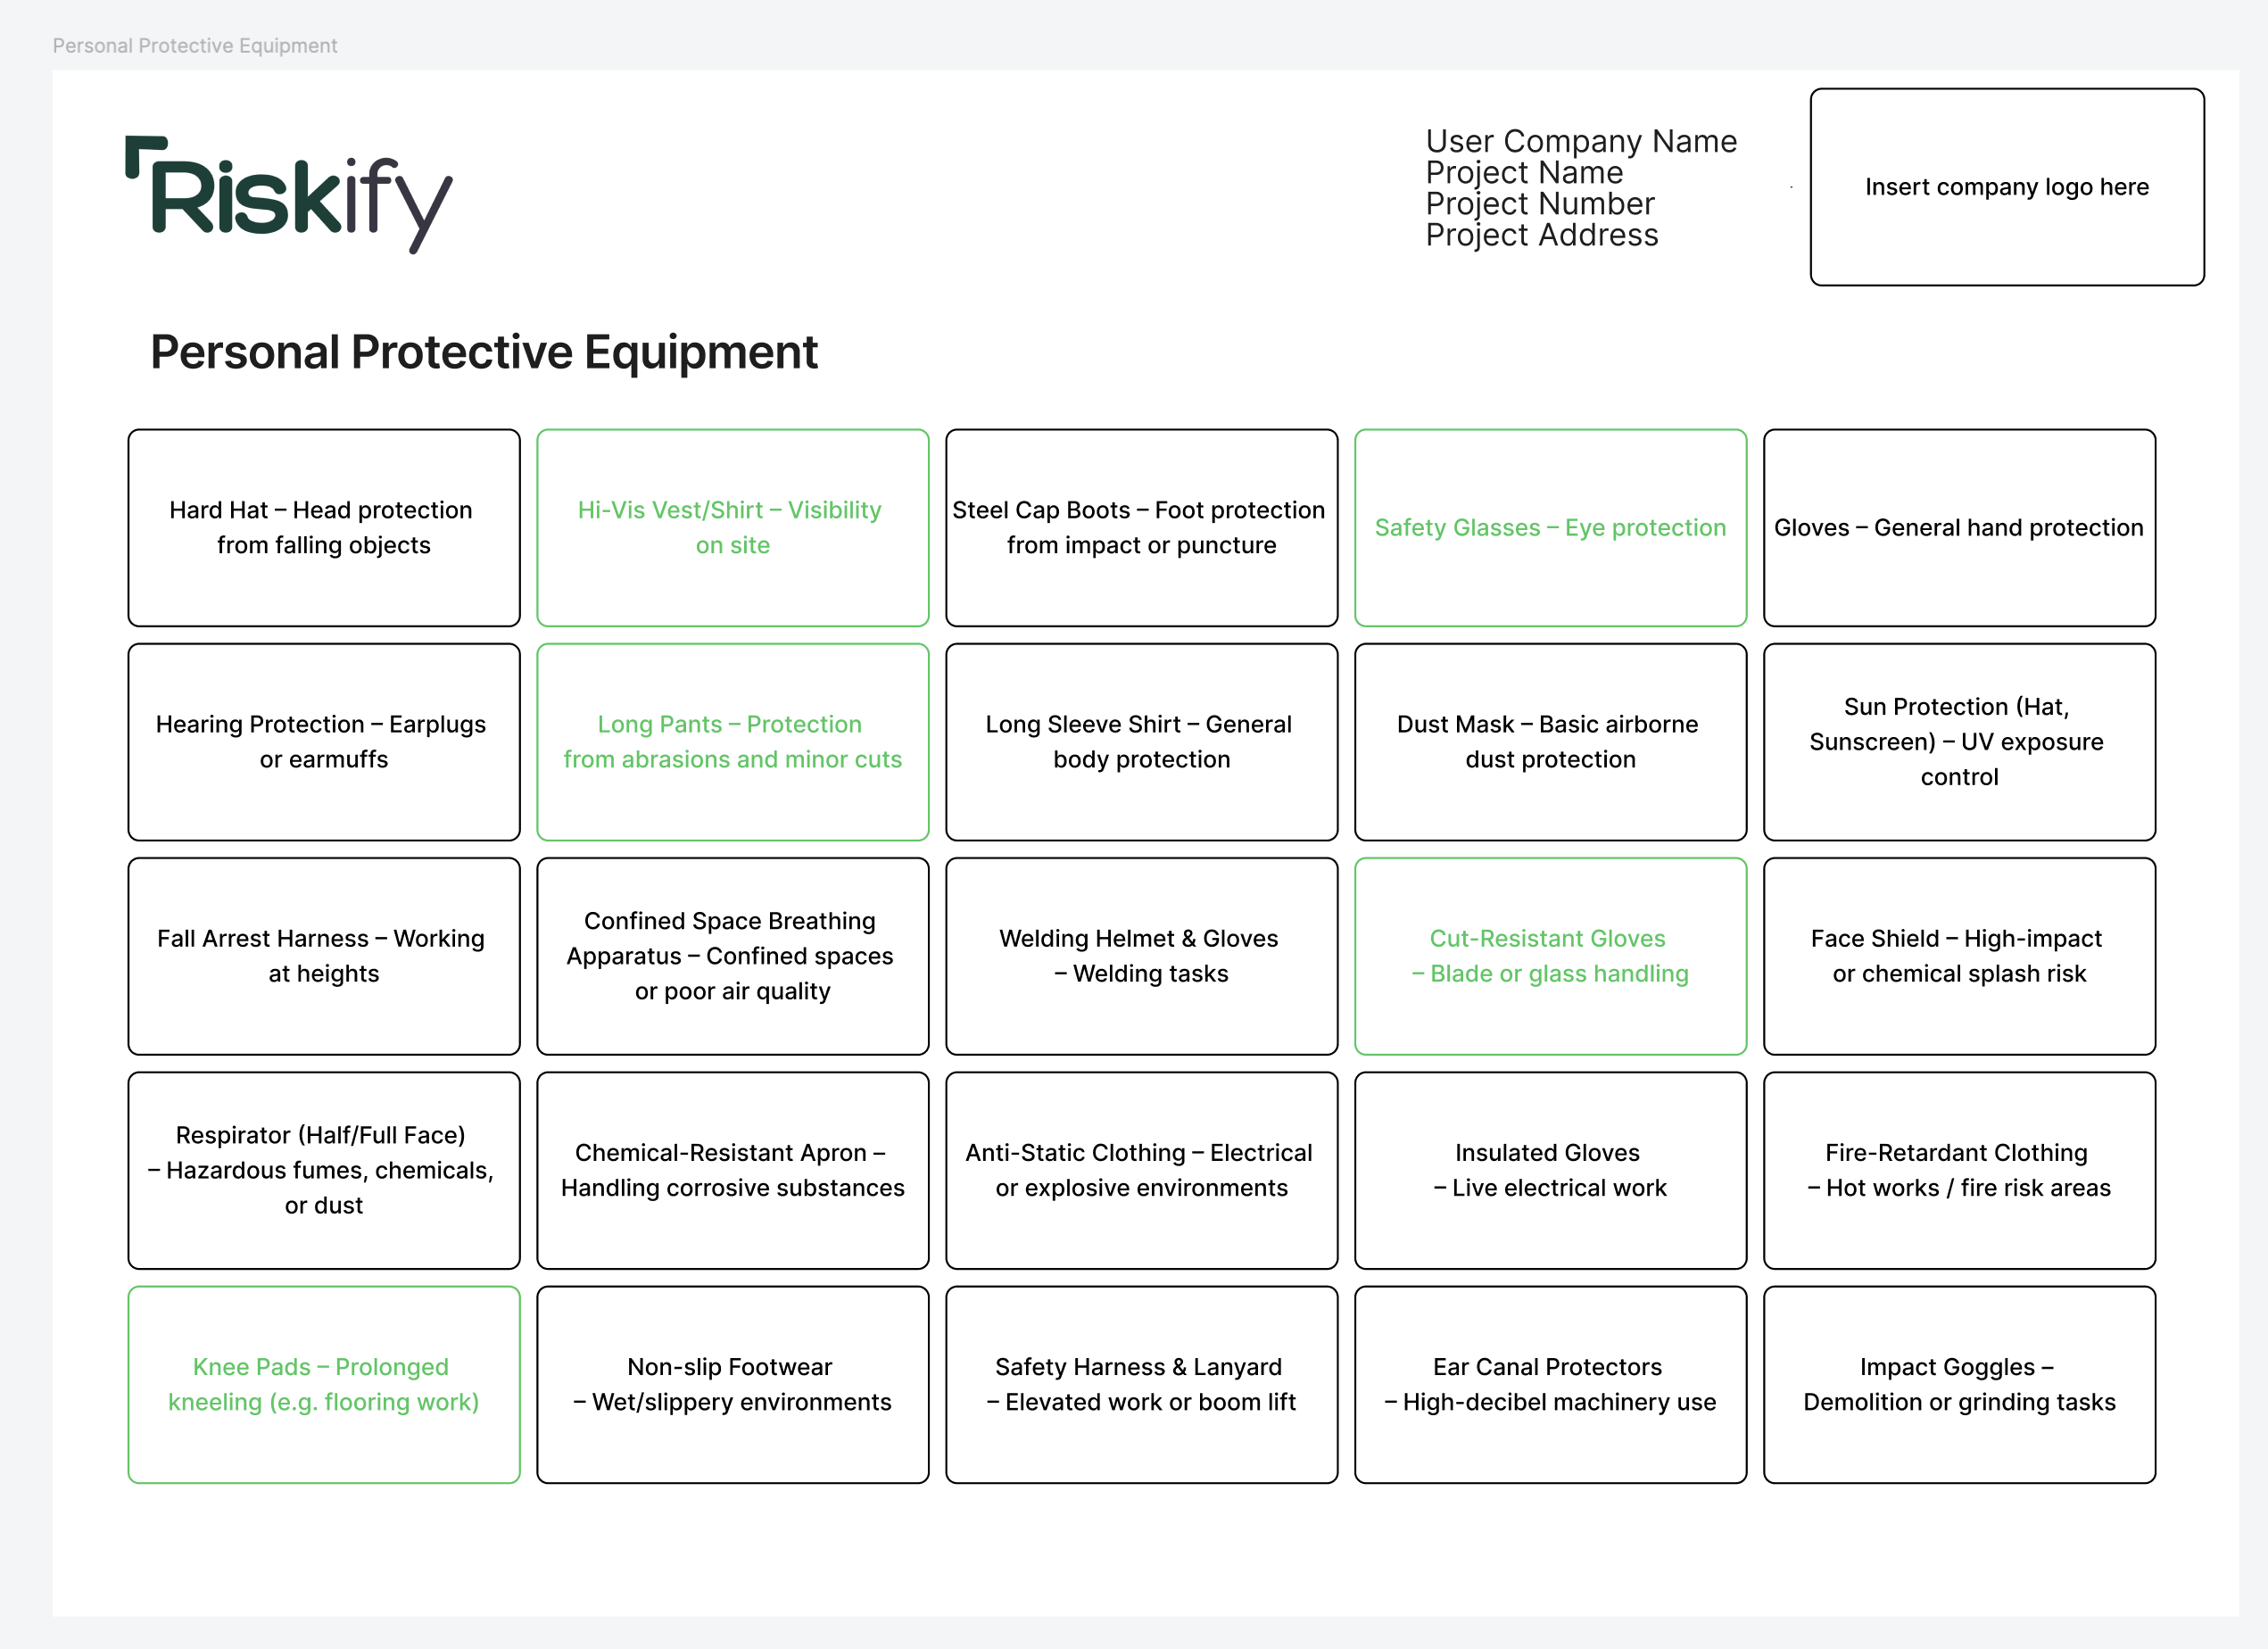 Personal Protective Equipment
Riskify
User Company Name
Project Name
Project Number
Project Address
Insert company logo here
Personal Protective Equipment
Hard Hat – Head protection
from falling objects
Hi-Vis Vest/Shirt – Visibility
on site
Steel Cap Boots – Foot protection
from impact or puncture
Safety Glasses – Eye protection
Gloves – General hand protection
Hearing Protection – Earplugs
or earmuffs
Long Pants – Protection
from abrasions and minor cuts
Long Sleeve Shirt – General
body protection
Dust Mask – Basic airborne
dust protection
Sun Protection (Hat,
Sunscreen) – UV exposure
control
Fall Arrest Harness – Working
at heights
Confined Space Breathing
Apparatus – Confined spaces
or poor air quality
Welding Helmet & Gloves
– Welding tasks
Cut-Resistant Gloves
– Blade or glass handling
Face Shield – High-impact
or chemical splash risk
Respirator (Half/Full Face)
– Hazardous fumes, chemicals,
or dust
Chemical-Resistant Apron –
Handling corrosive substances
Anti-Static Clothing – Electrical
or explosive environments
Insulated Gloves
– Live electrical work
Fire-Retardant Clothing
– Hot works / fire risk areas
Knee Pads – Prolonged
kneeling (e.g. flooring work)
Non-slip Footwear
– Wet/slippery environments
Safety Harness & Lanyard
– Elevated work or boom lift
Ear Canal Protectors
– High-decibel machinery use
Impact Goggles –
Demolition or grinding tasks